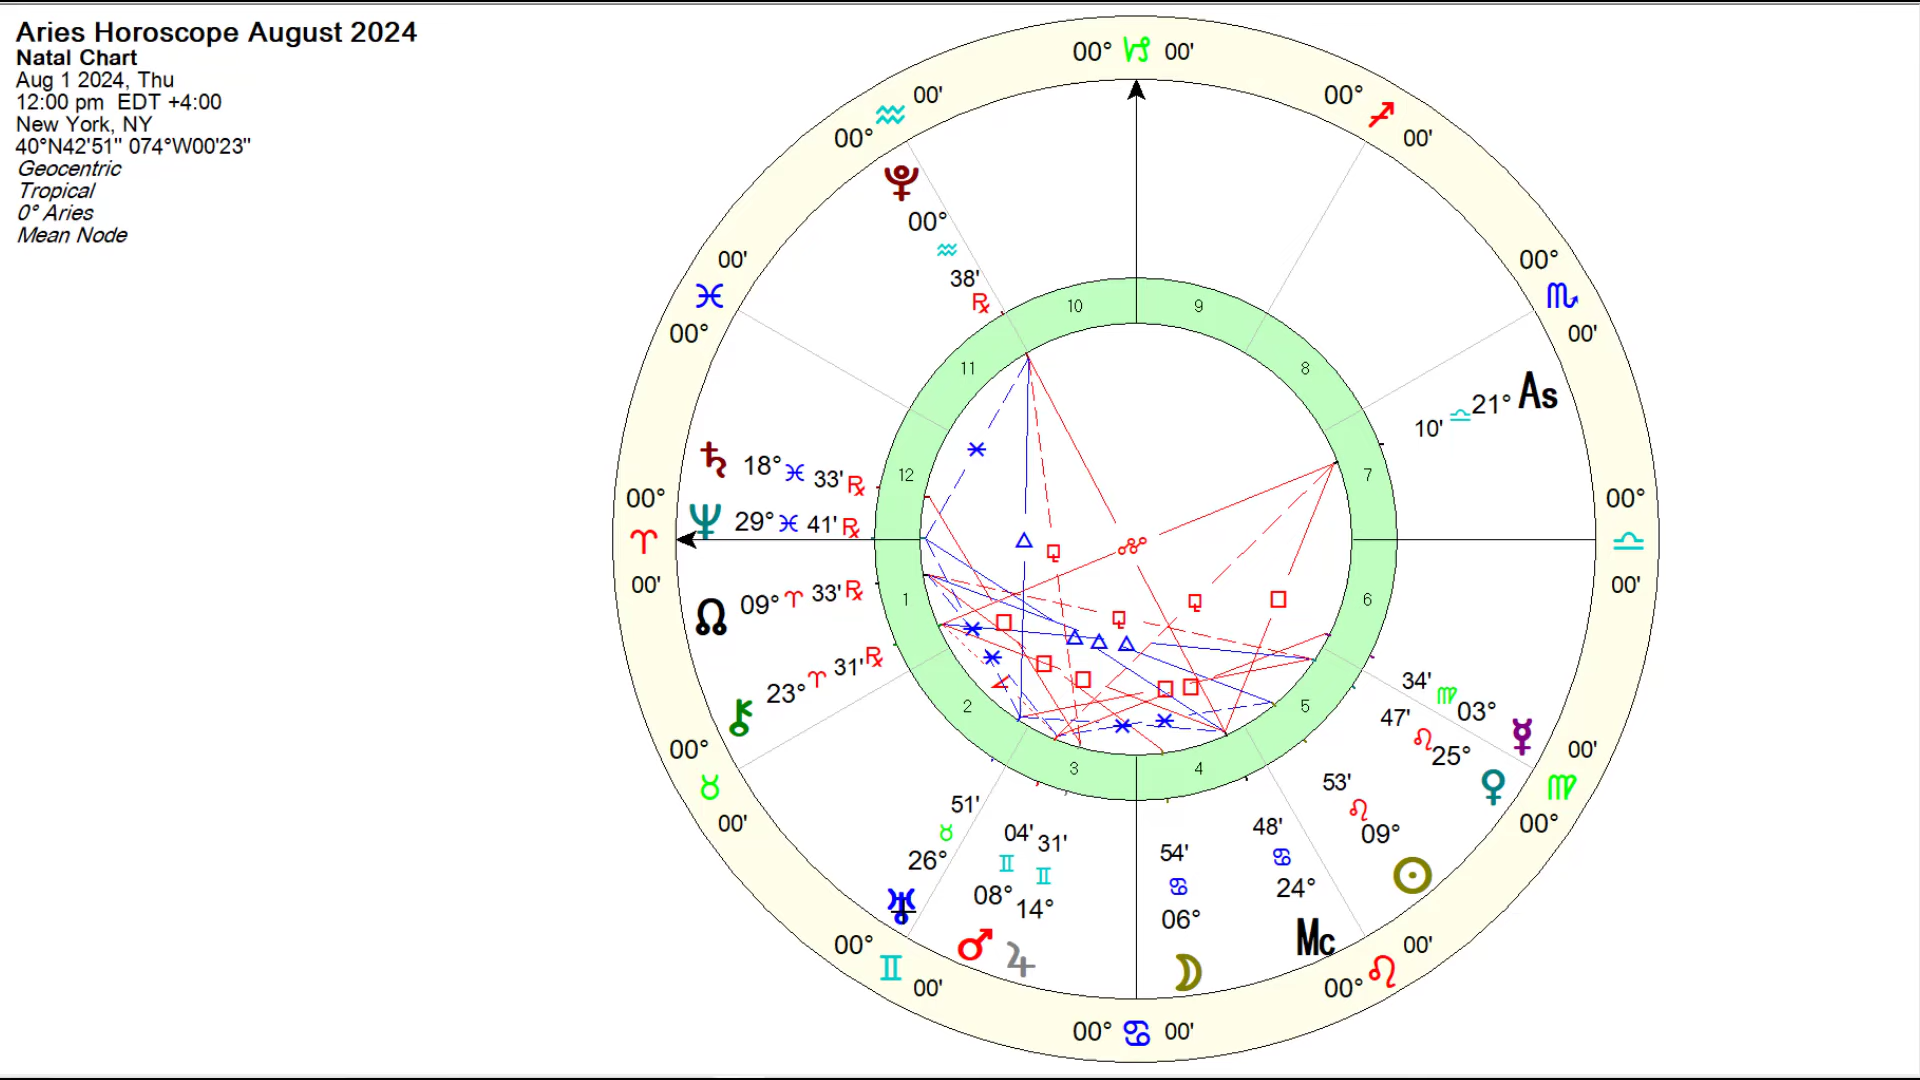 Aries Horoscope August 2024
Natal Chart
Aug 1 2024, Thu
12:00 pm EDT +4:00
New York, NY
40°N42'51" 074°W00'23"
Geocentric
Tropical
0° Aries
Mean Node
00° ♑ 00'
00° ♐ 00'
00° ♏ 00'
00° ♎ 00'
00° ♍ 00'
00° ♌ 00'
00° ♋ 00'
00° ♊ 00'
00° ♉ 00'
00° ♈ 00'
00° ♓ 00'
00° ♒ 00'
♇ 00° ♒ 38' ℞
♄ 18° ♓ 33' ℞
♆ 29° ♓ 41' ℞
☊ 09° ♈ 33' ℞
⚷ 23° ♈ 31' ℞
♅ 26° ♉ 51'
♂ 08° ♊ 04'
♃ 14° ♊ 31'
☽ 06° ♋ 54'
Mc 24° ♋ 48'
☉ 09° ♌ 53'
♀ 25° ♌ 47'
☿ 03° ♍ 34'
10' ♎ 21° As
1
2
3
4
5
6
7
8
9
10
11
12